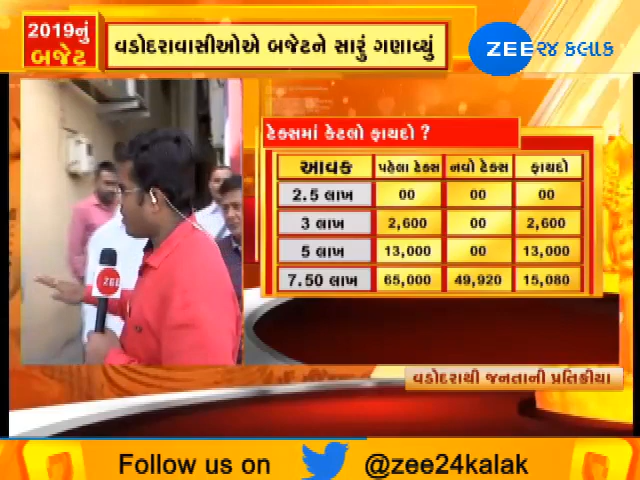 2019નું
બજેટ
વડોદરાવાસીઓએ બજેટને સારું ગણાવ્યું
ZEE ૨૪ કલાક
ટેક્સમાં કેટલો ફાયદો ?
આવક પહેલા ટેક્સ નવો ટેક્સ ફાયદો
2.5 લાખ 00 00 00
3 લાખ 2,600 00 2,600
5 લાખ 13,000 00 13,000
7.50 લાખ 65,000 49,920 15,080
ZEE
વડોદરાથી જનતાની પ્રતિક્રીયા
Follow us on @zee24kalak